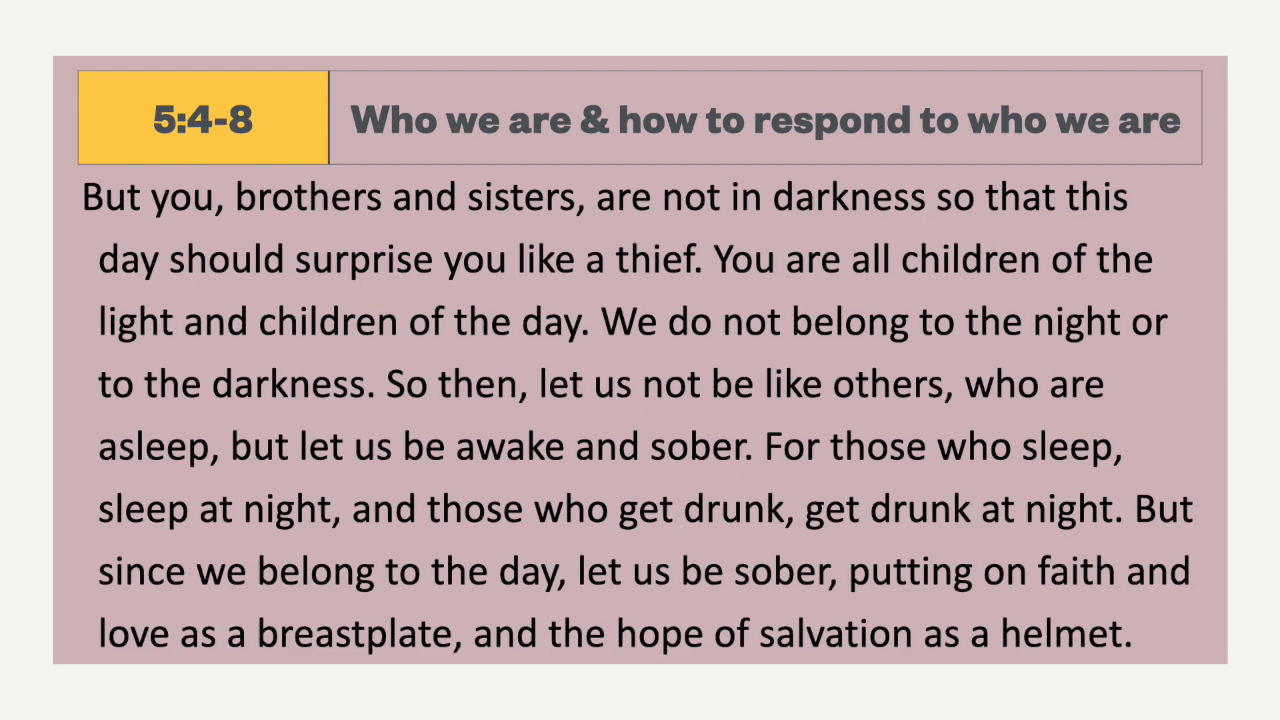 5:4-8
Who we are & how to respond to who we are
But you, brothers and sisters, are not in darkness so that this
day should surprise you like a thief. You are all children of the
light and children of the day. We do not belong to the night or
to the darkness. So then, let us not be like others, who are
asleep, but let us be awake and sober. For those who sleep,
sleep at night, and those who get drunk, get drunk at night. But
since we belong to the day, let us be sober, putting on faith and
love as a breastplate, and the hope of salvation as a helmet.